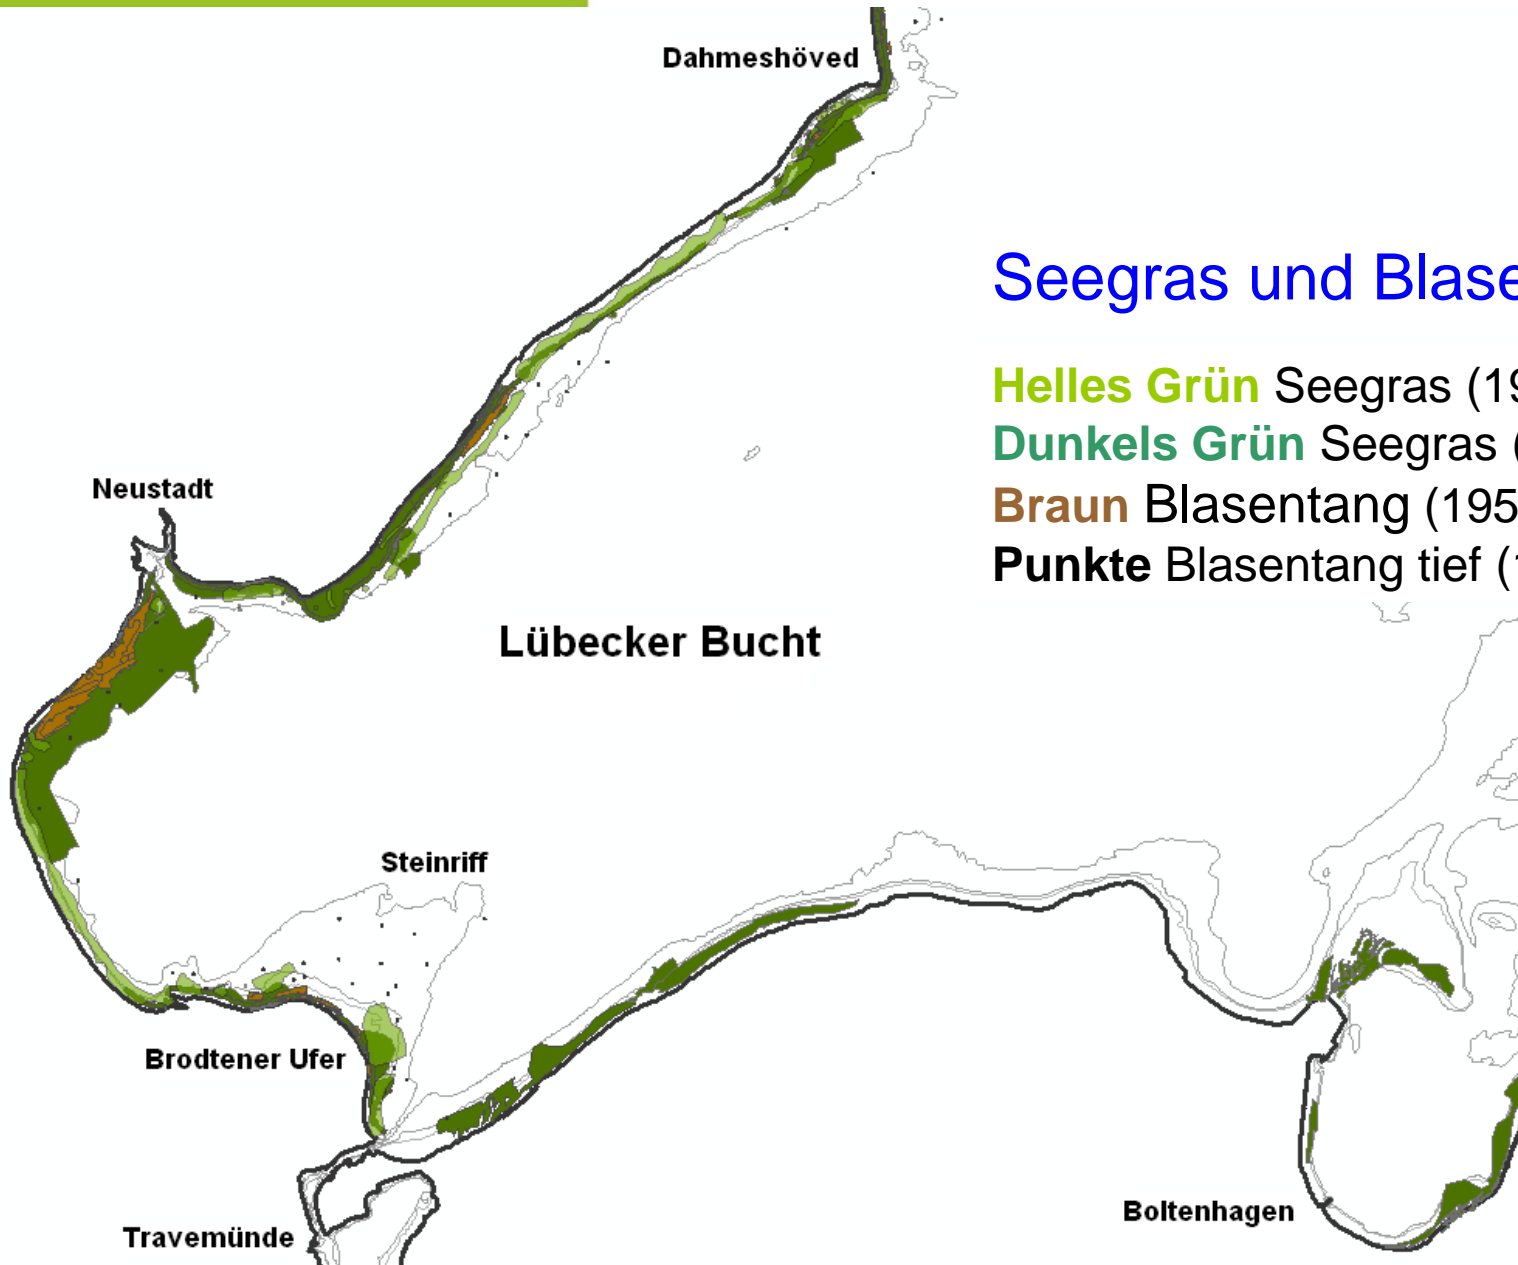 Dahmeshöved
Seegras und Blase
Helles Grün Seegras (19
Dunkels Grün Seegras (
Braun Blasentang (195
Punkte Blasentang tief (1
Neustadt
Lübecker Bucht
Steinriff
Brodtener Ufer
Boltenhagen
Travemünde